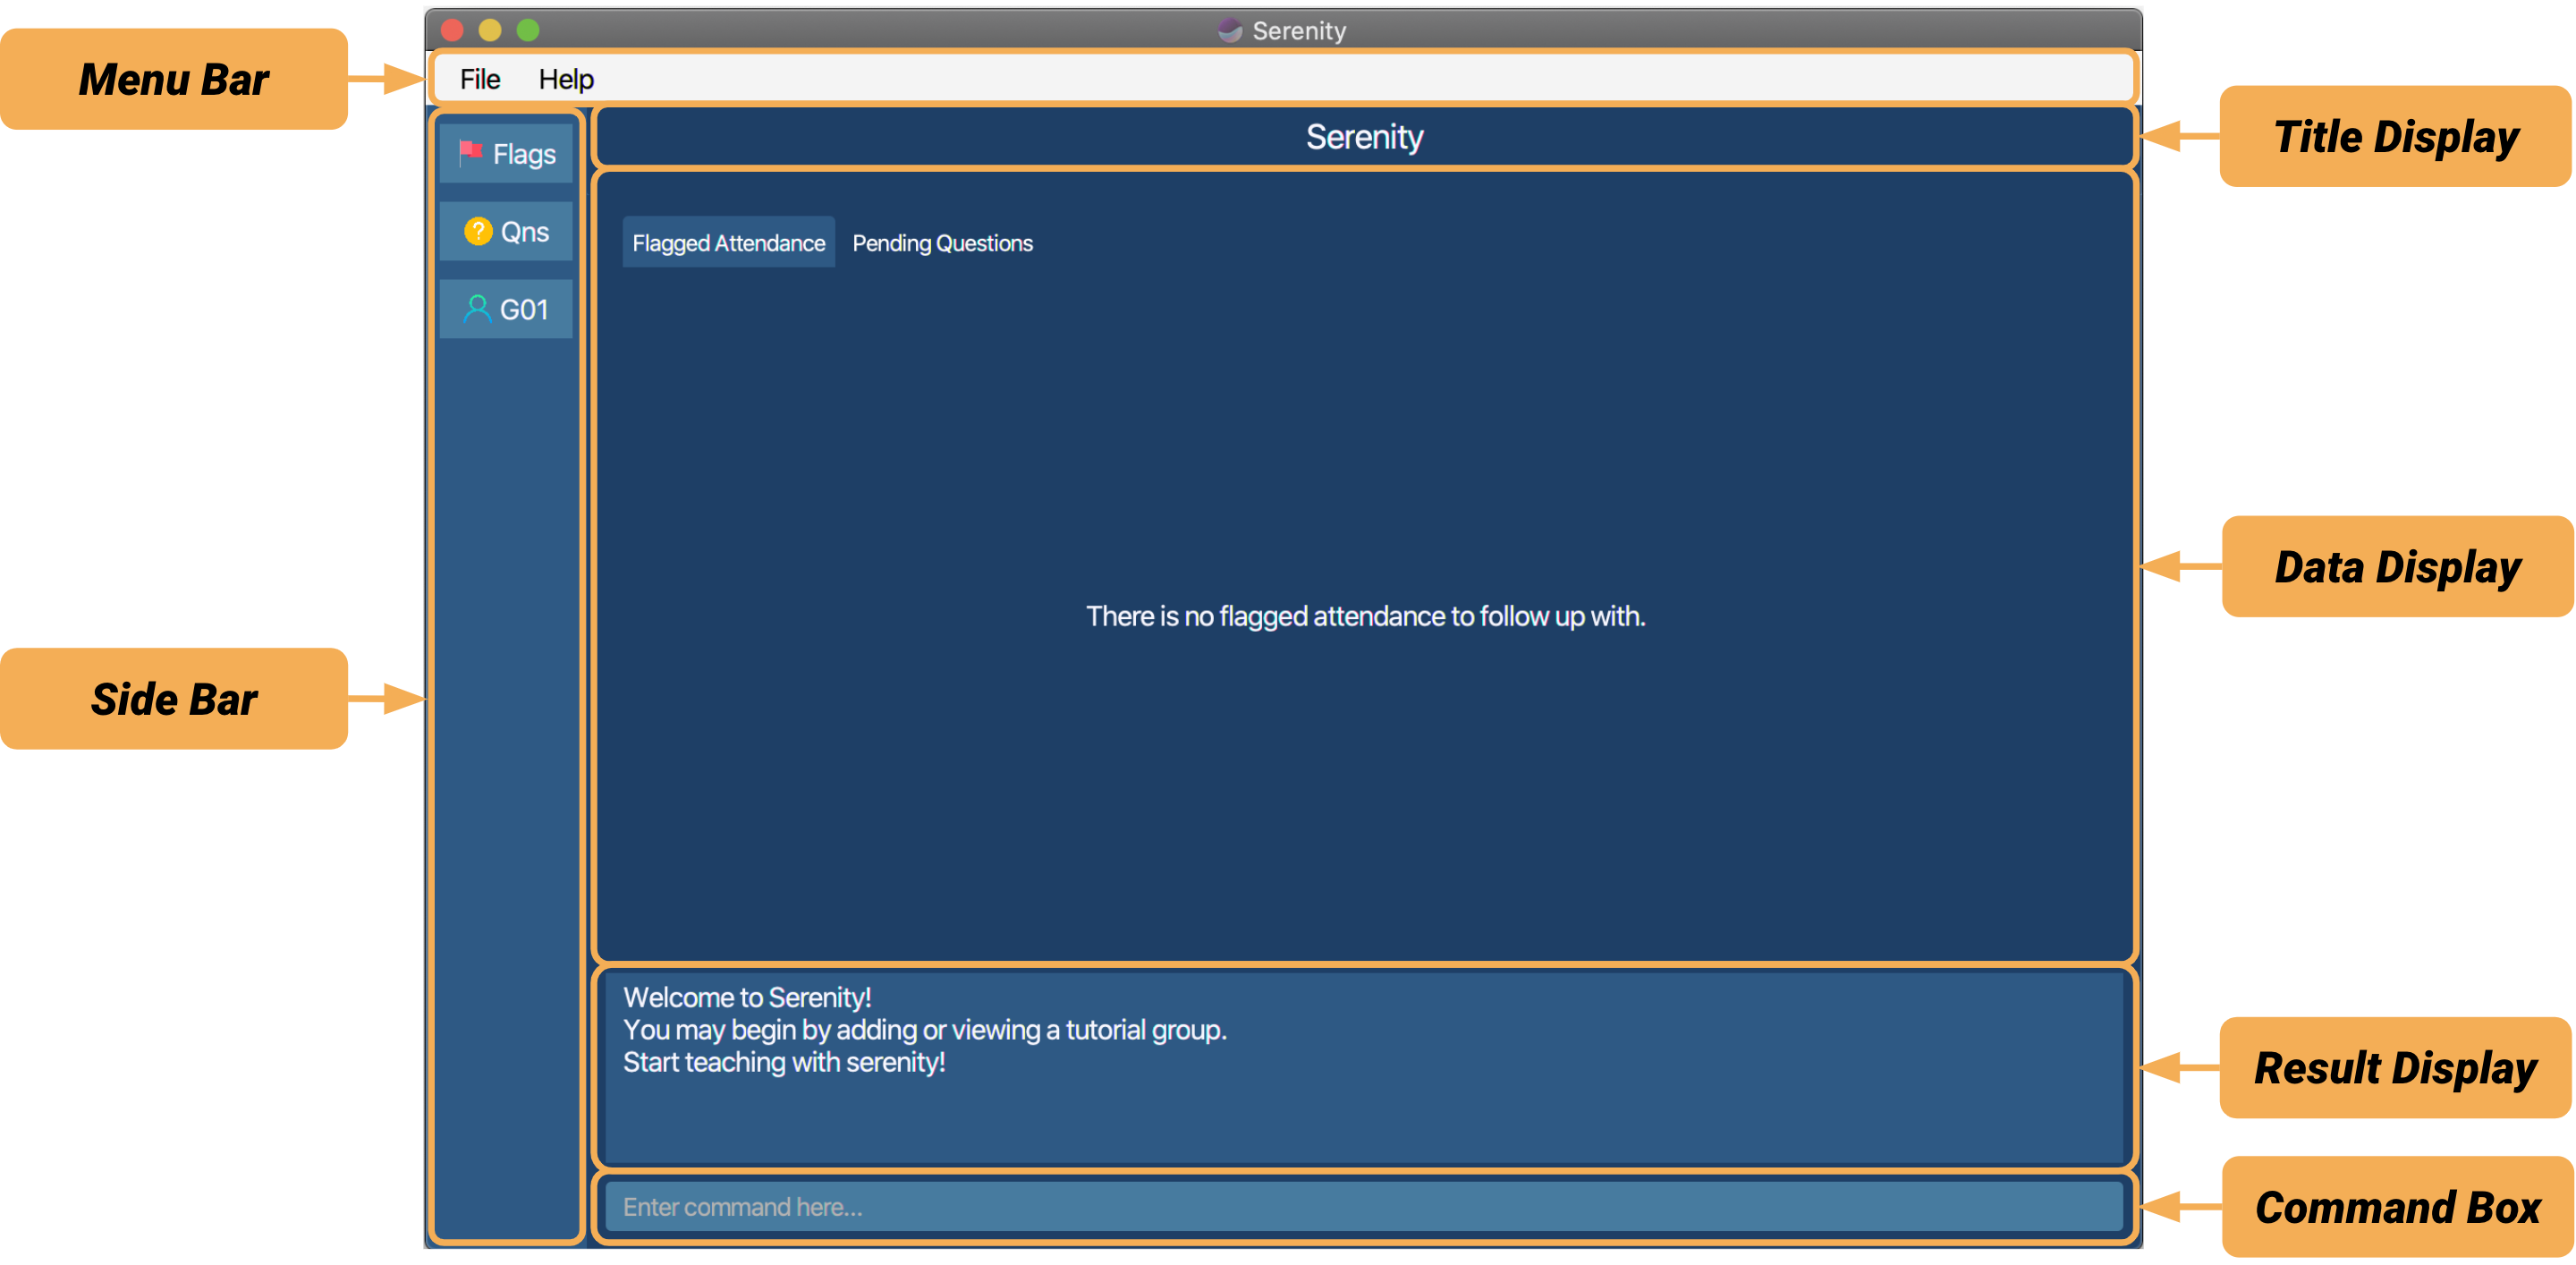 Serenity
Menu Bar
File Help
Title Display
Serenity
Flags
Qns
G01
Flagged Attendance Pending Questions
Data Display
There is no flagged attendance to follow up with.
Side Bar
Welcome to Serenity!
You may begin by adding or viewing a tutorial group.
Start teaching with serenity!
Result Display
Enter command here...
Command Box